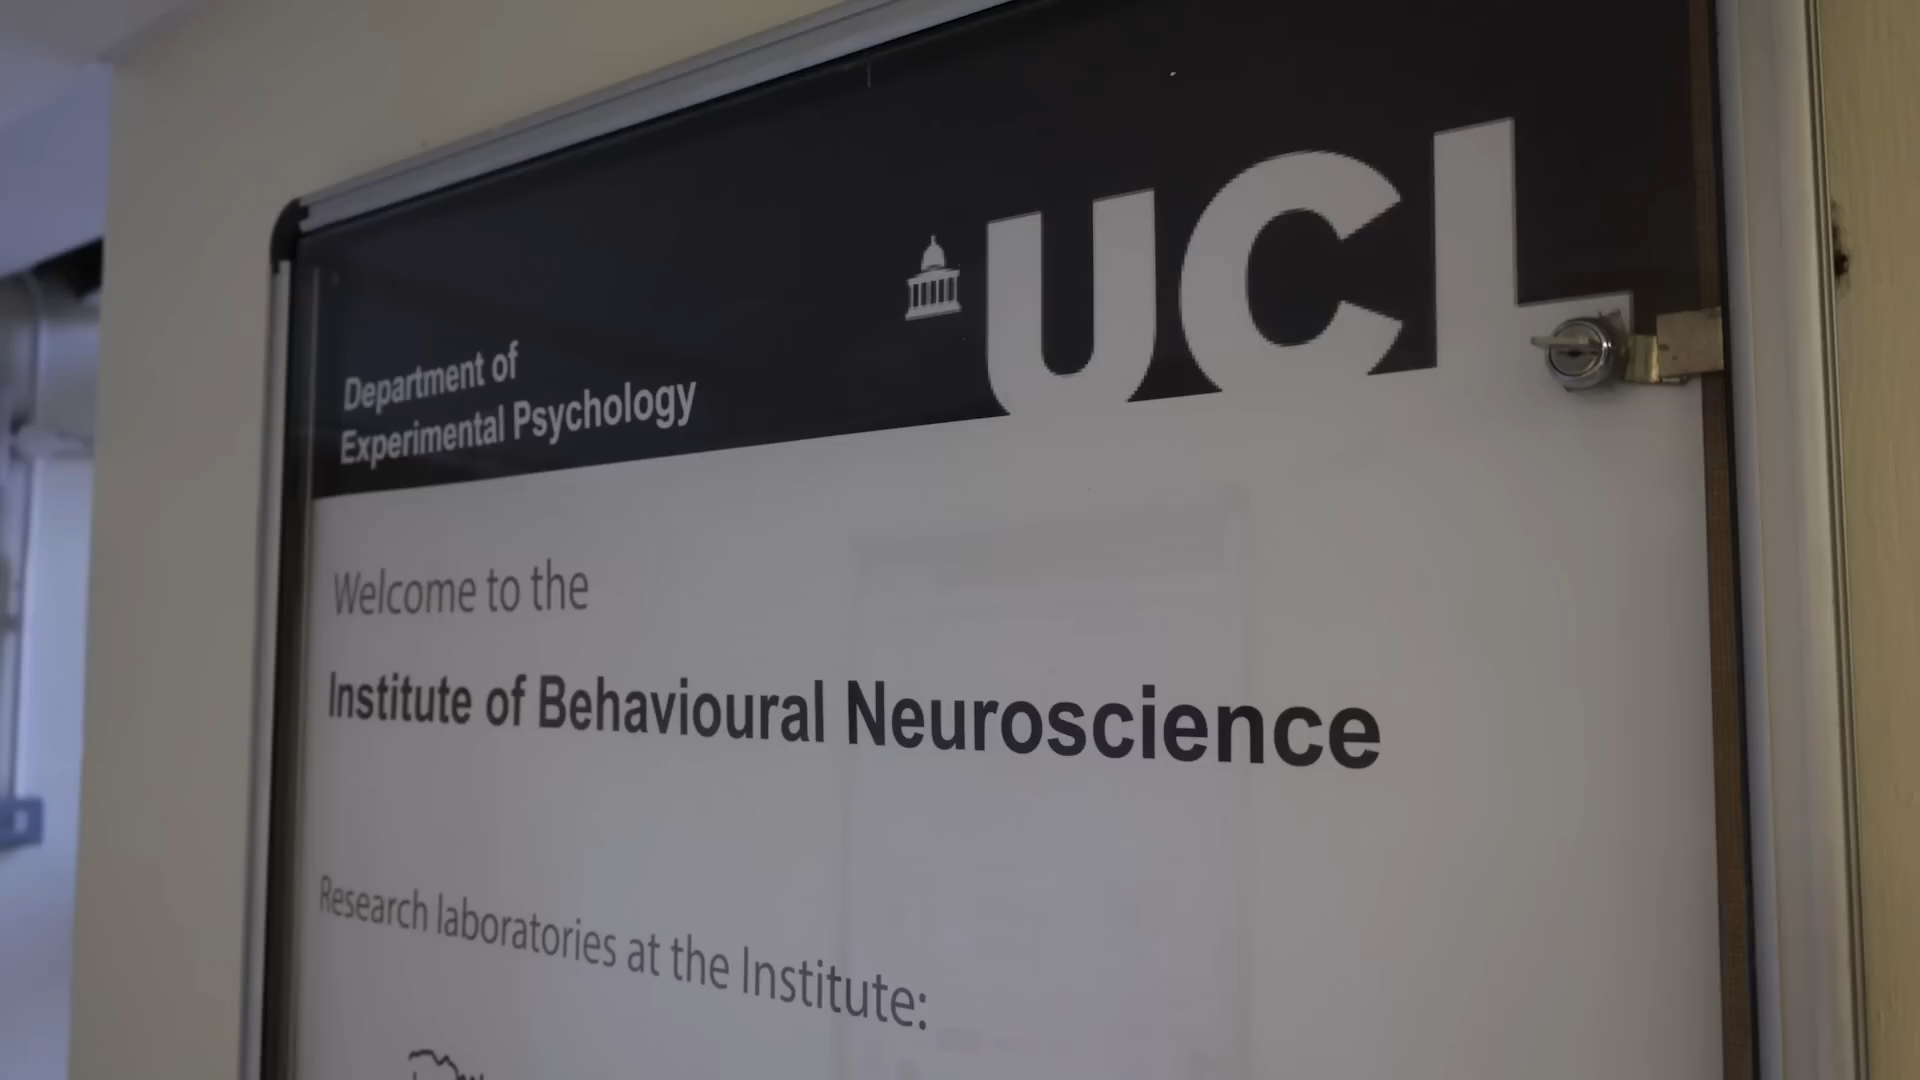 UCL
Department of
Experimental Psychology
Welcome to the
Institute of Behavioural Neuroscience
Research laboratories at the Institute: